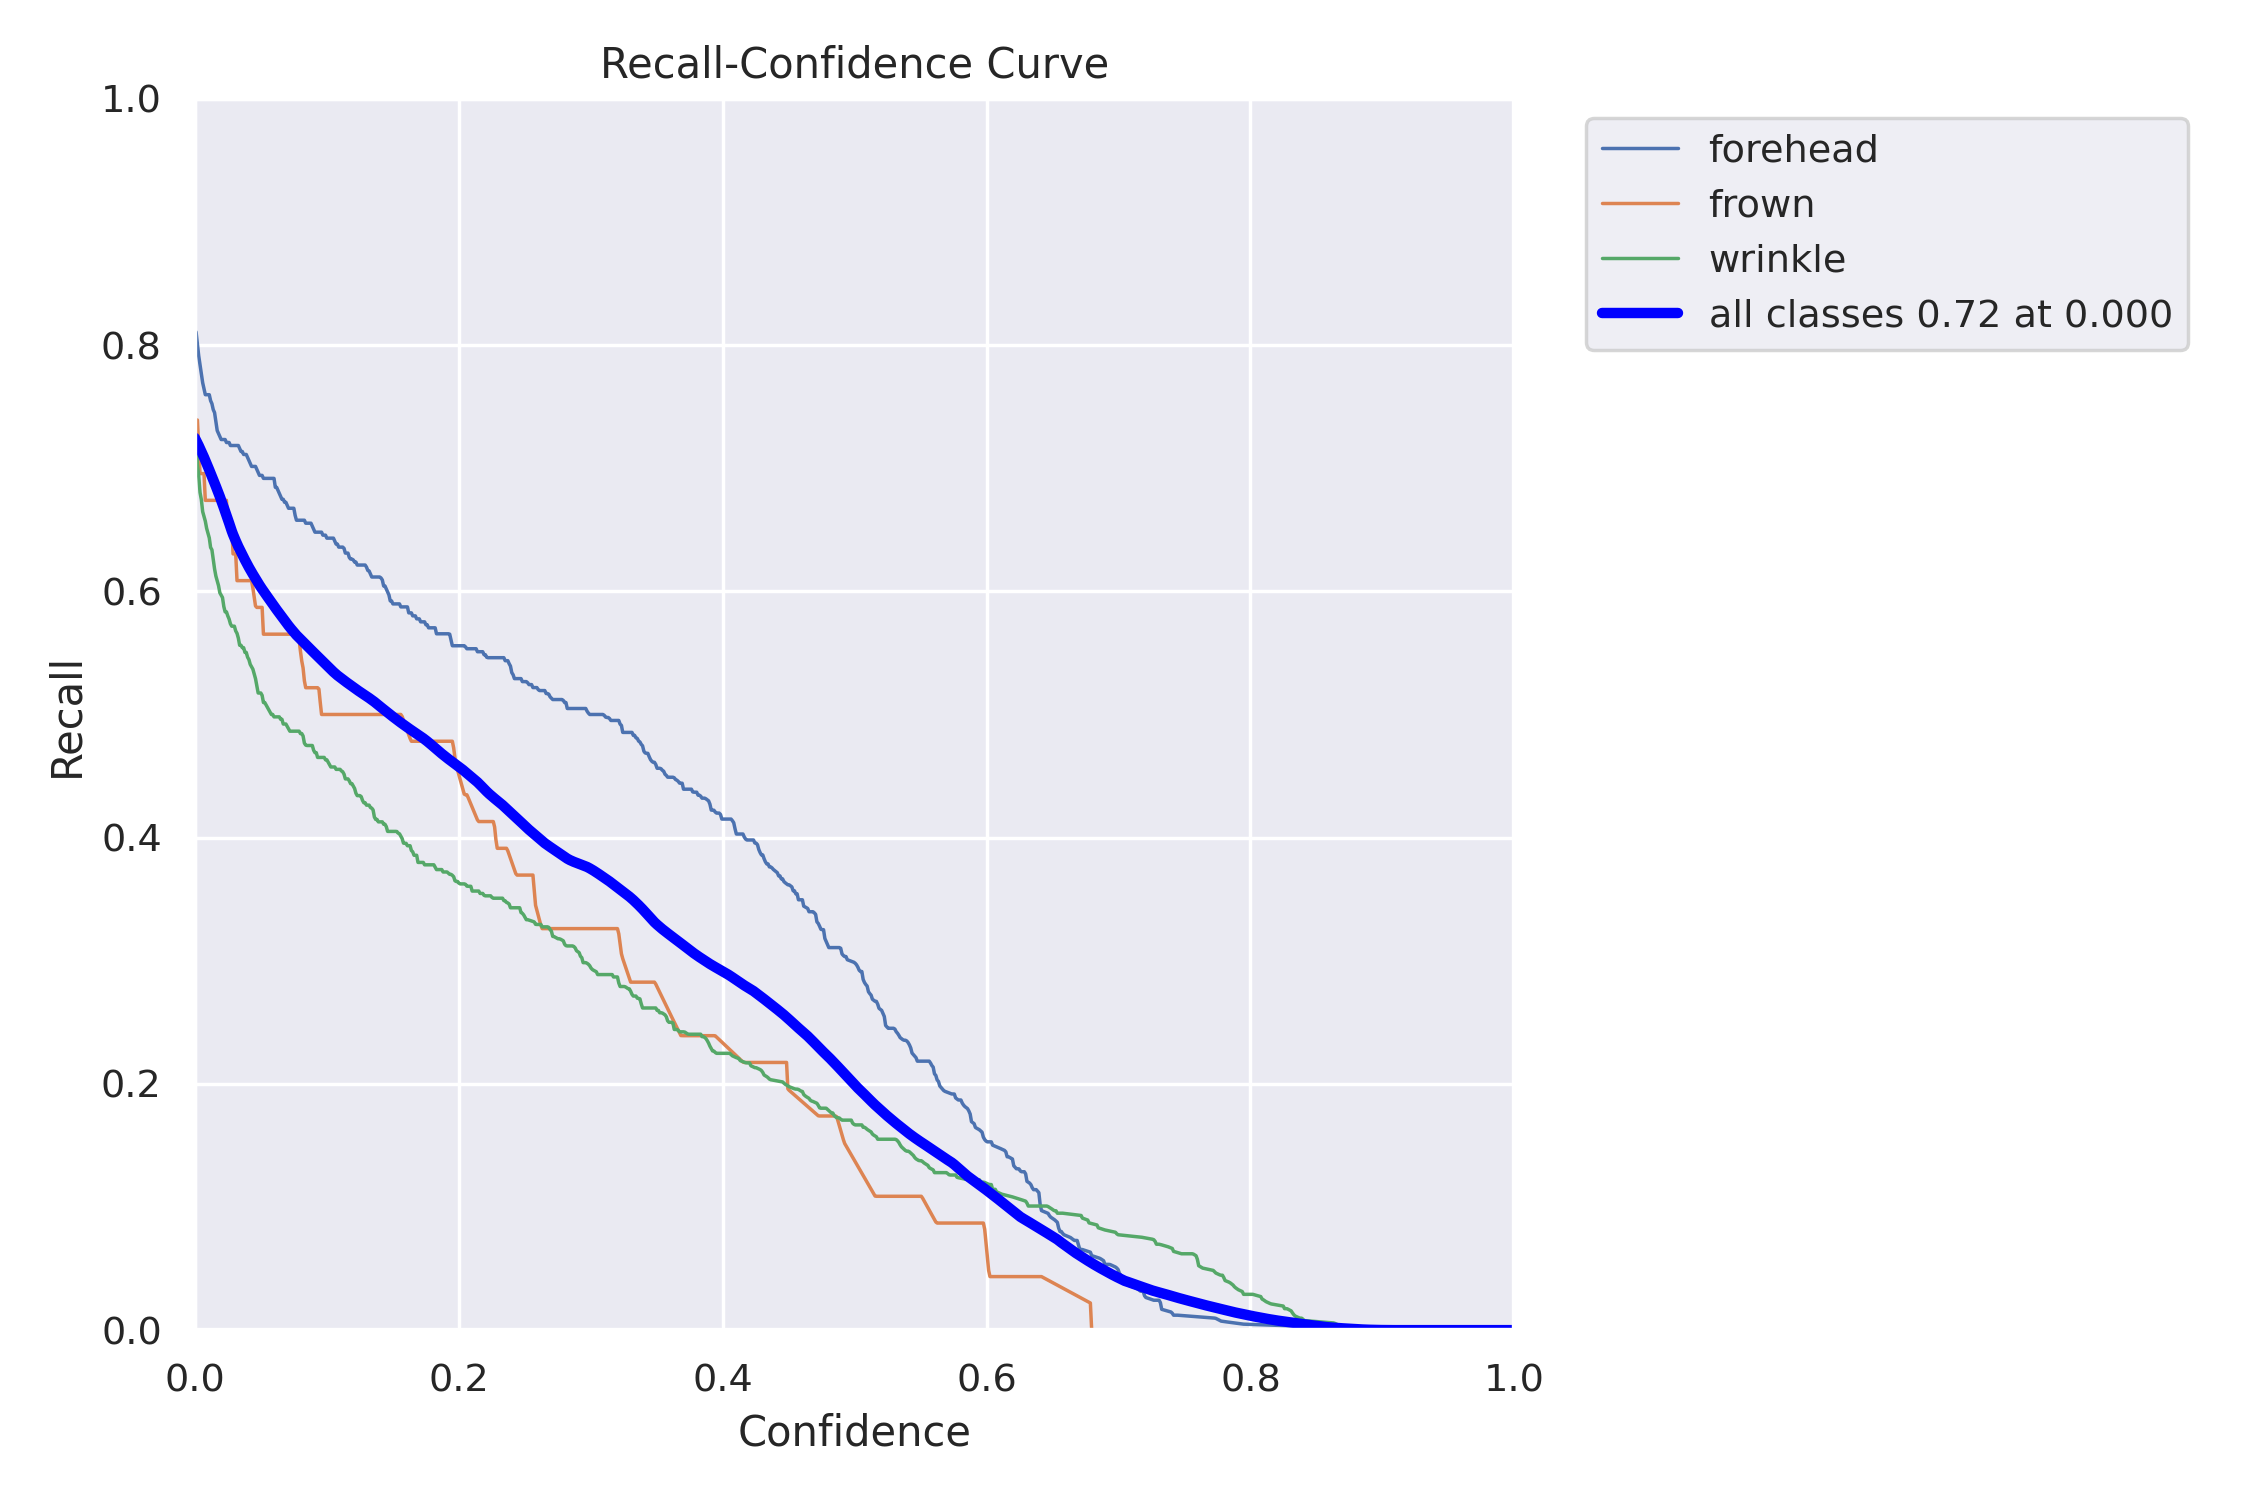 Recall-Confidence Curve
1.0
0.8
0.6
0.4
0.2
0.0
Recall
0.0 0.2 0.4 0.6 0.8 1.0
Confidence
forehead
frown
wrinkle
all classes 0.72 at 0.000